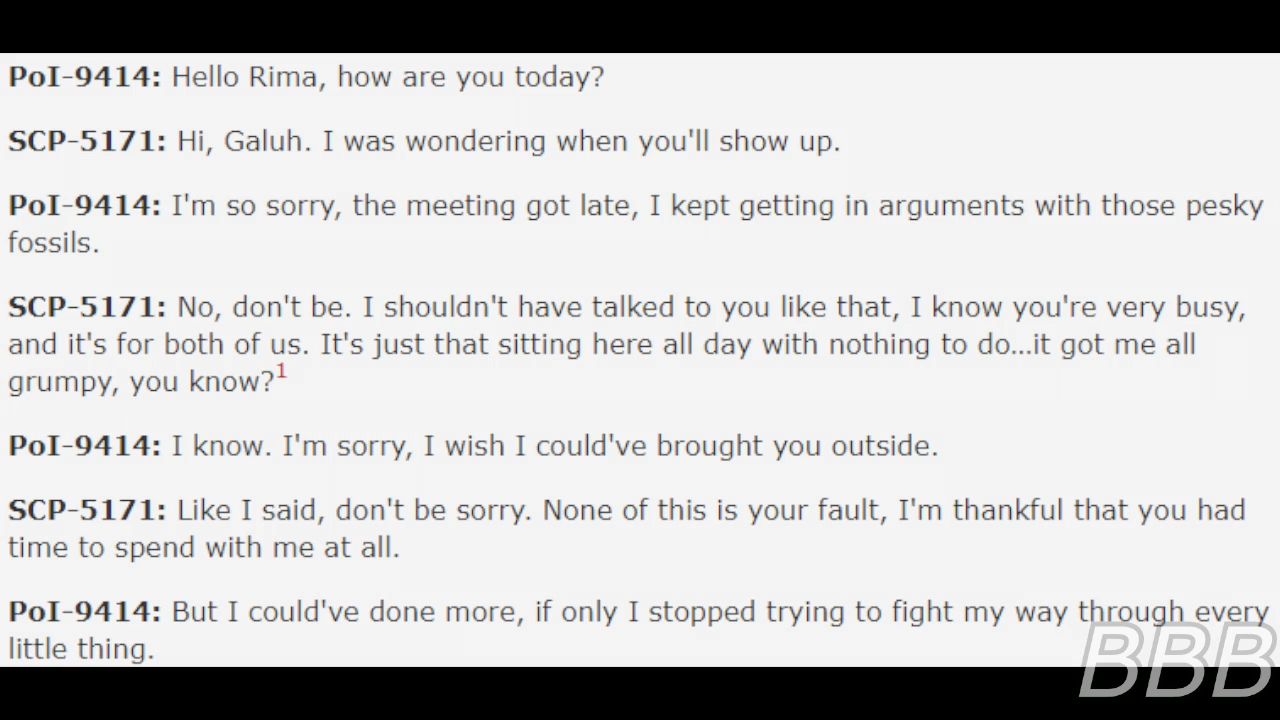 PoI-9414: Hello Rima, how are you today?
SCP-5171: Hi, Galuh. I was wondering when you'll show up.
PoI-9414: I'm so sorry, the meeting got late, I kept getting in arguments with those pesky
fossils.
SCP-5171: No, don't be. I shouldn't have talked to you like that, I know you're very busy,
and it's for both of us. It's just that sitting here all day with nothing to do...it got me all
grumpy, you know?1
PoI-9414: I know. I'm sorry, I wish I could've brought you outside.
SCP-5171: Like I said, don't be sorry. None of this is your fault, I'm thankful that you had
time to spend with me at all.
PoI-9414: But I could've done more, if only I stopped trying to fight my way through every
little thing.
BBB